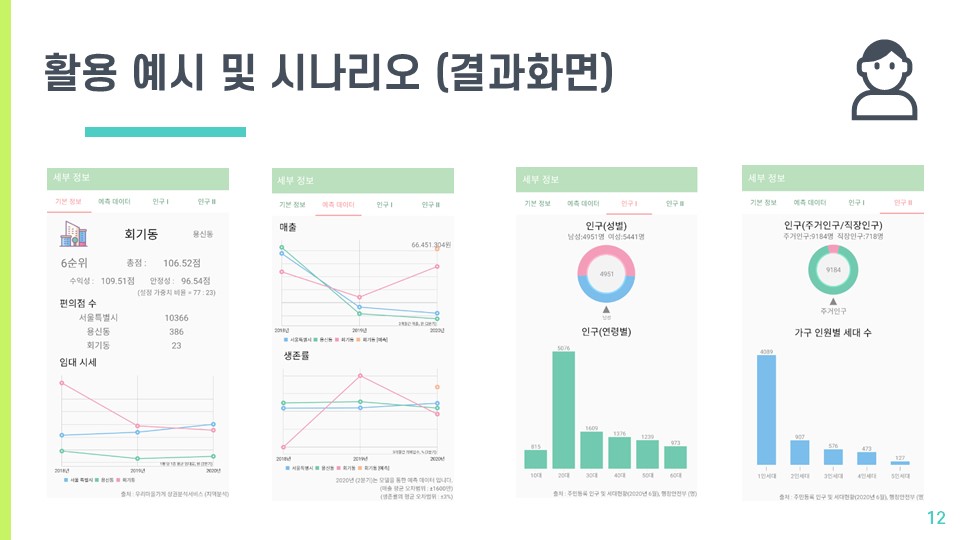 활용 예시 및 시나리오 (결과화면)
세부 정보
기본 정보 예측 데이터 인구 I 인구 II
회기동 용신동
6순위 총점 : 106.52점
수익성 : 109.51점 안정성 : 96.54점
(설정 가중치 비율 = 77 : 23)
편의점 수
서울특별시 10366
용신동 386
회기동 23
임대 시세
2018년 2019년 2020년
서울 특별시 용신동 회기동
출처 : 우리마을가게 상권분석서비스 (지역분석)
세부 정보
기본 정보 예측 데이터 인구 I 인구 II
매출
66,451,304원
2018년 2019년 2020년
서울특별시 용신동 회기동 회기동 [예측]
생존률
2018년 2019년 2020년
서울특별시 용신동 회기동 회기동 [예측]
2020년 (2분기)는 모델을 통한 예측 데이터 입니다.
(매출 평균 오차범위 : ±1600만)
(생존률의 평균 오차범위 : ±3%)
세부 정보
기본 정보 예측 데이터 인구 I 인구 II
인구(성별)
남성:4951명 여성:5441명
4951
남성
인구(연령별)
815 5076 1609 1376 1239 973
10대 20대 30대 40대 50대 60대
출처 : 주민등록 인구 및 세대현황(2020년 6월), 행정안전부 (명)
세부 정보
기본 정보 예측 데이터 인구 I 인구 II
인구(주거인구/직장인구)
주거인구:9184명 직장인구:718명
9184
주거인구
가구 인원별 세대 수
4089 907 576 473 127
1인세대 2인세대 3인세대 4인세대 5인세대
출처 : 주민등록 인구 및 세대현황(2020년 6월), 행정안전부 (명
12